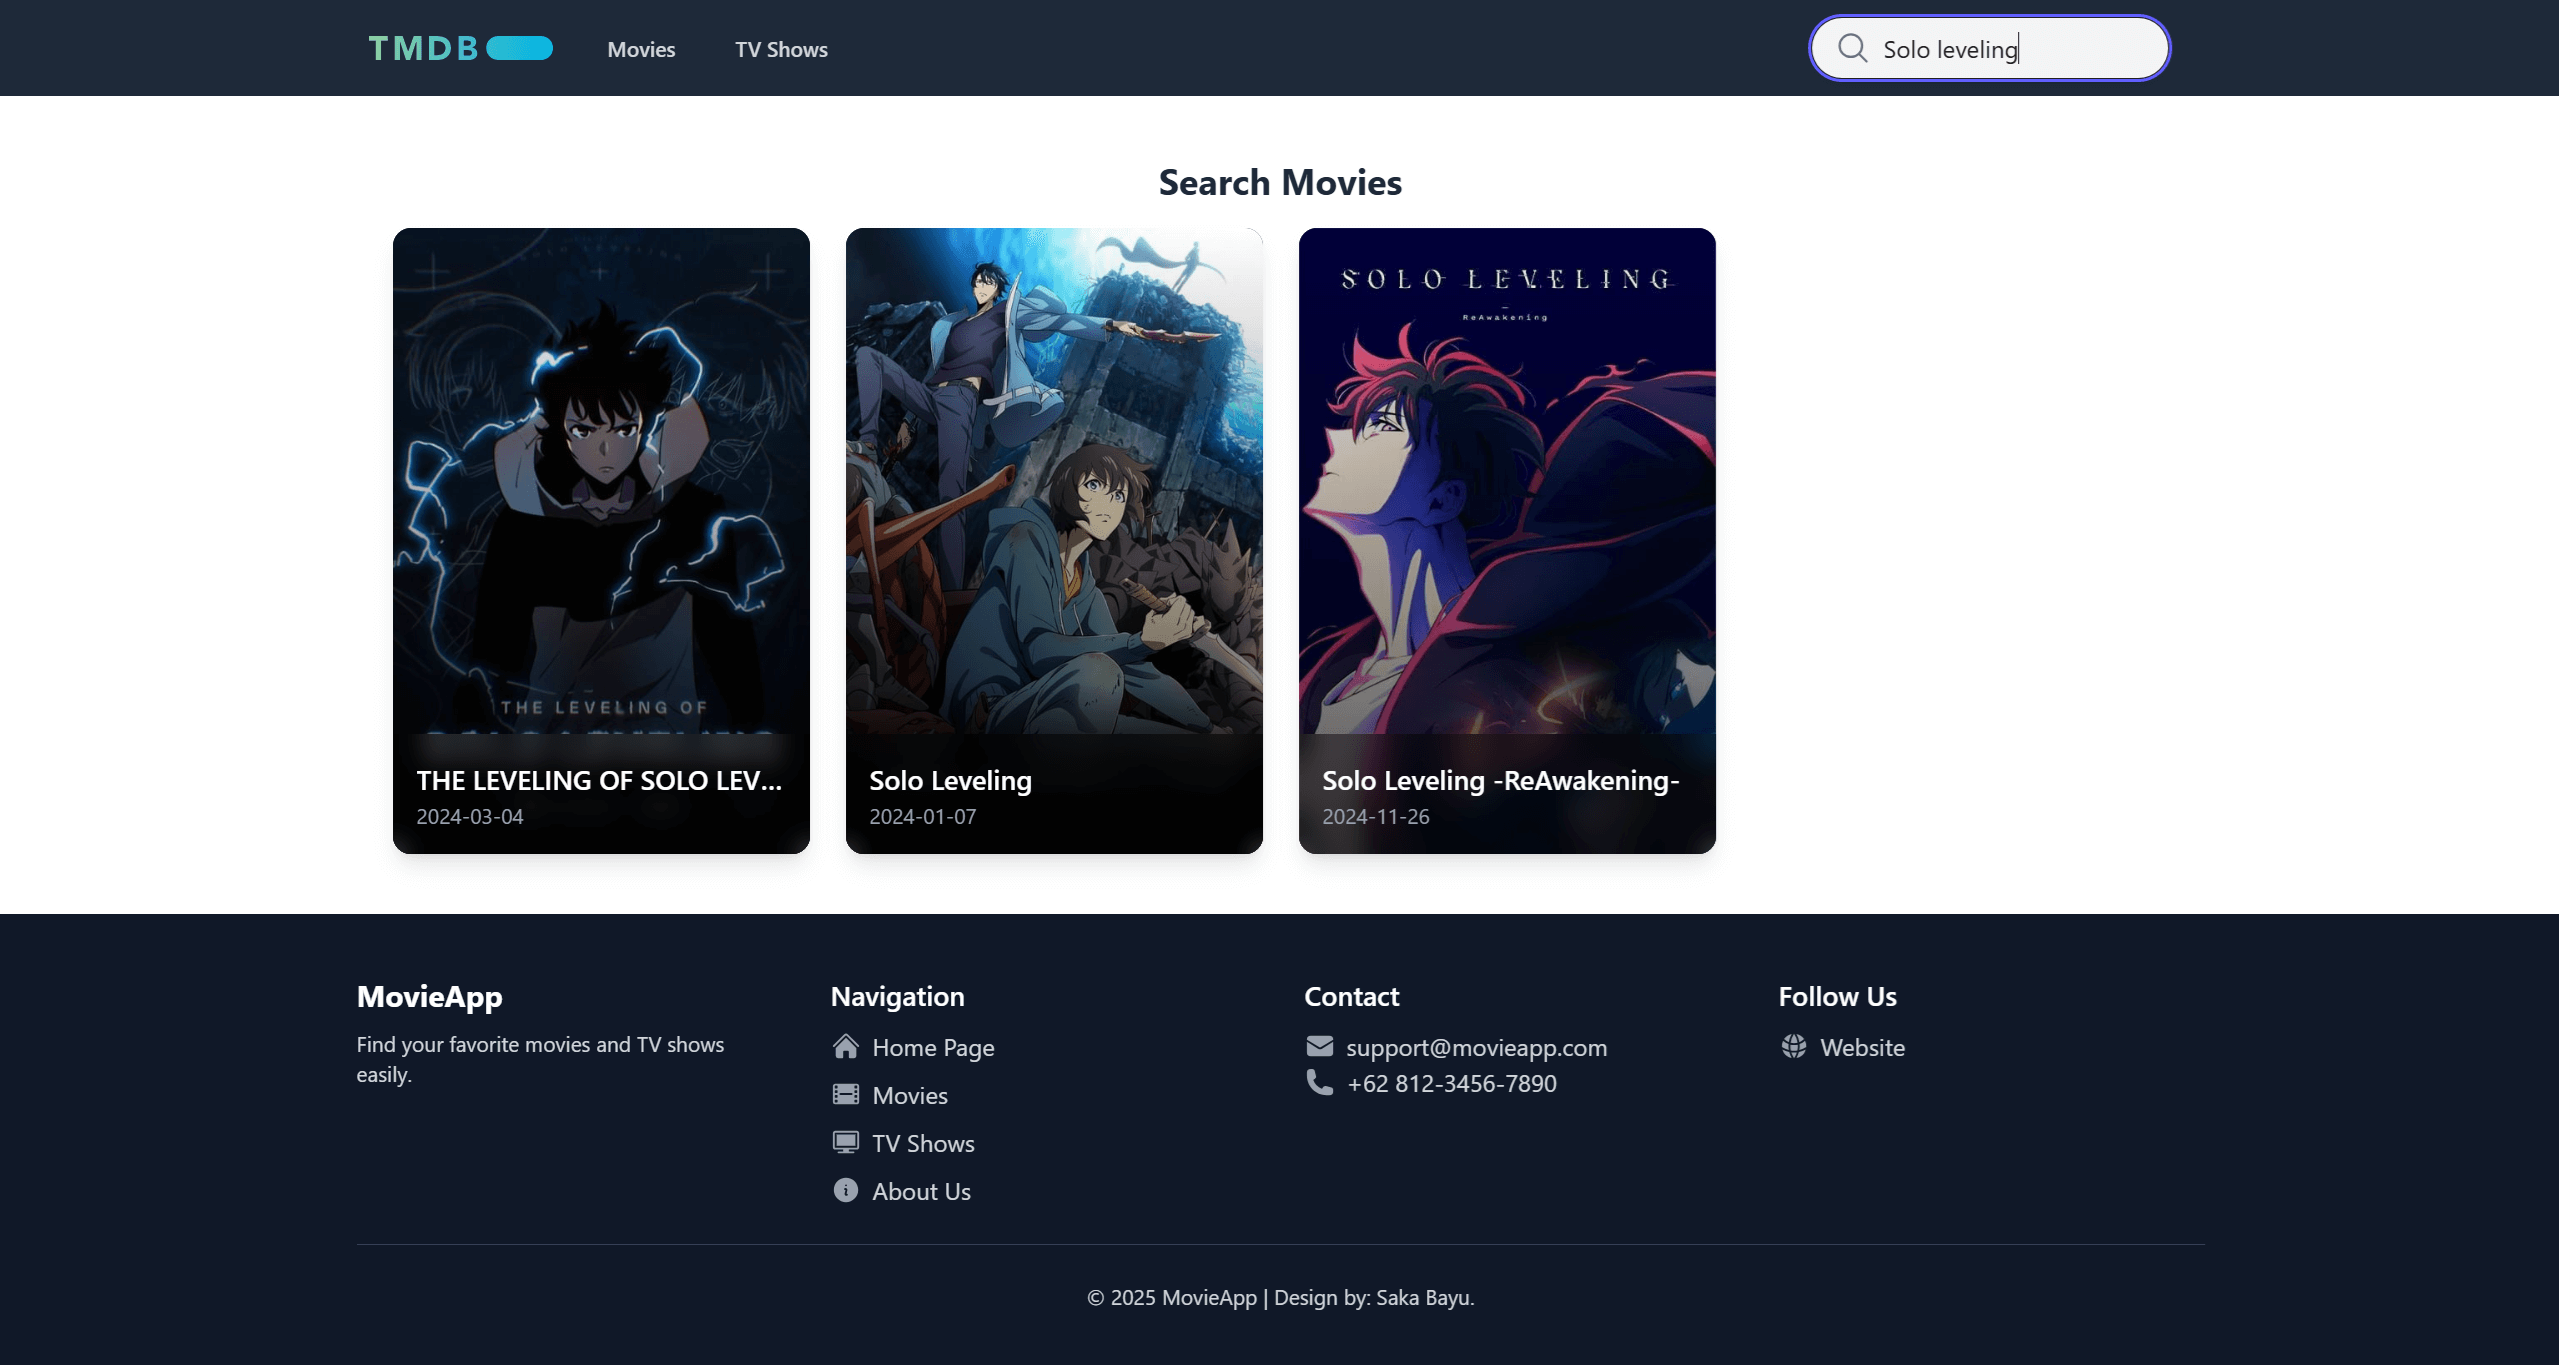 TMDB
Movies
TV Shows
Solo leveling
Search Movies
THE LEVELING OF
THE LEVELING OF SOLO LEV...
2024-03-04
Solo Leveling
2024-01-07
SOLO LEVELING
ReAwakening
Solo Leveling -ReAwakening-
2024-11-26
MovieApp
Find your favorite movies and TV shows
easily.
Navigation
Home Page
Movies
TV Shows
About Us
Contact
support@movieapp.com
+62 812-3456-7890
Follow Us
Website
© 2025 MovieApp | Design by: Saka Bayu.